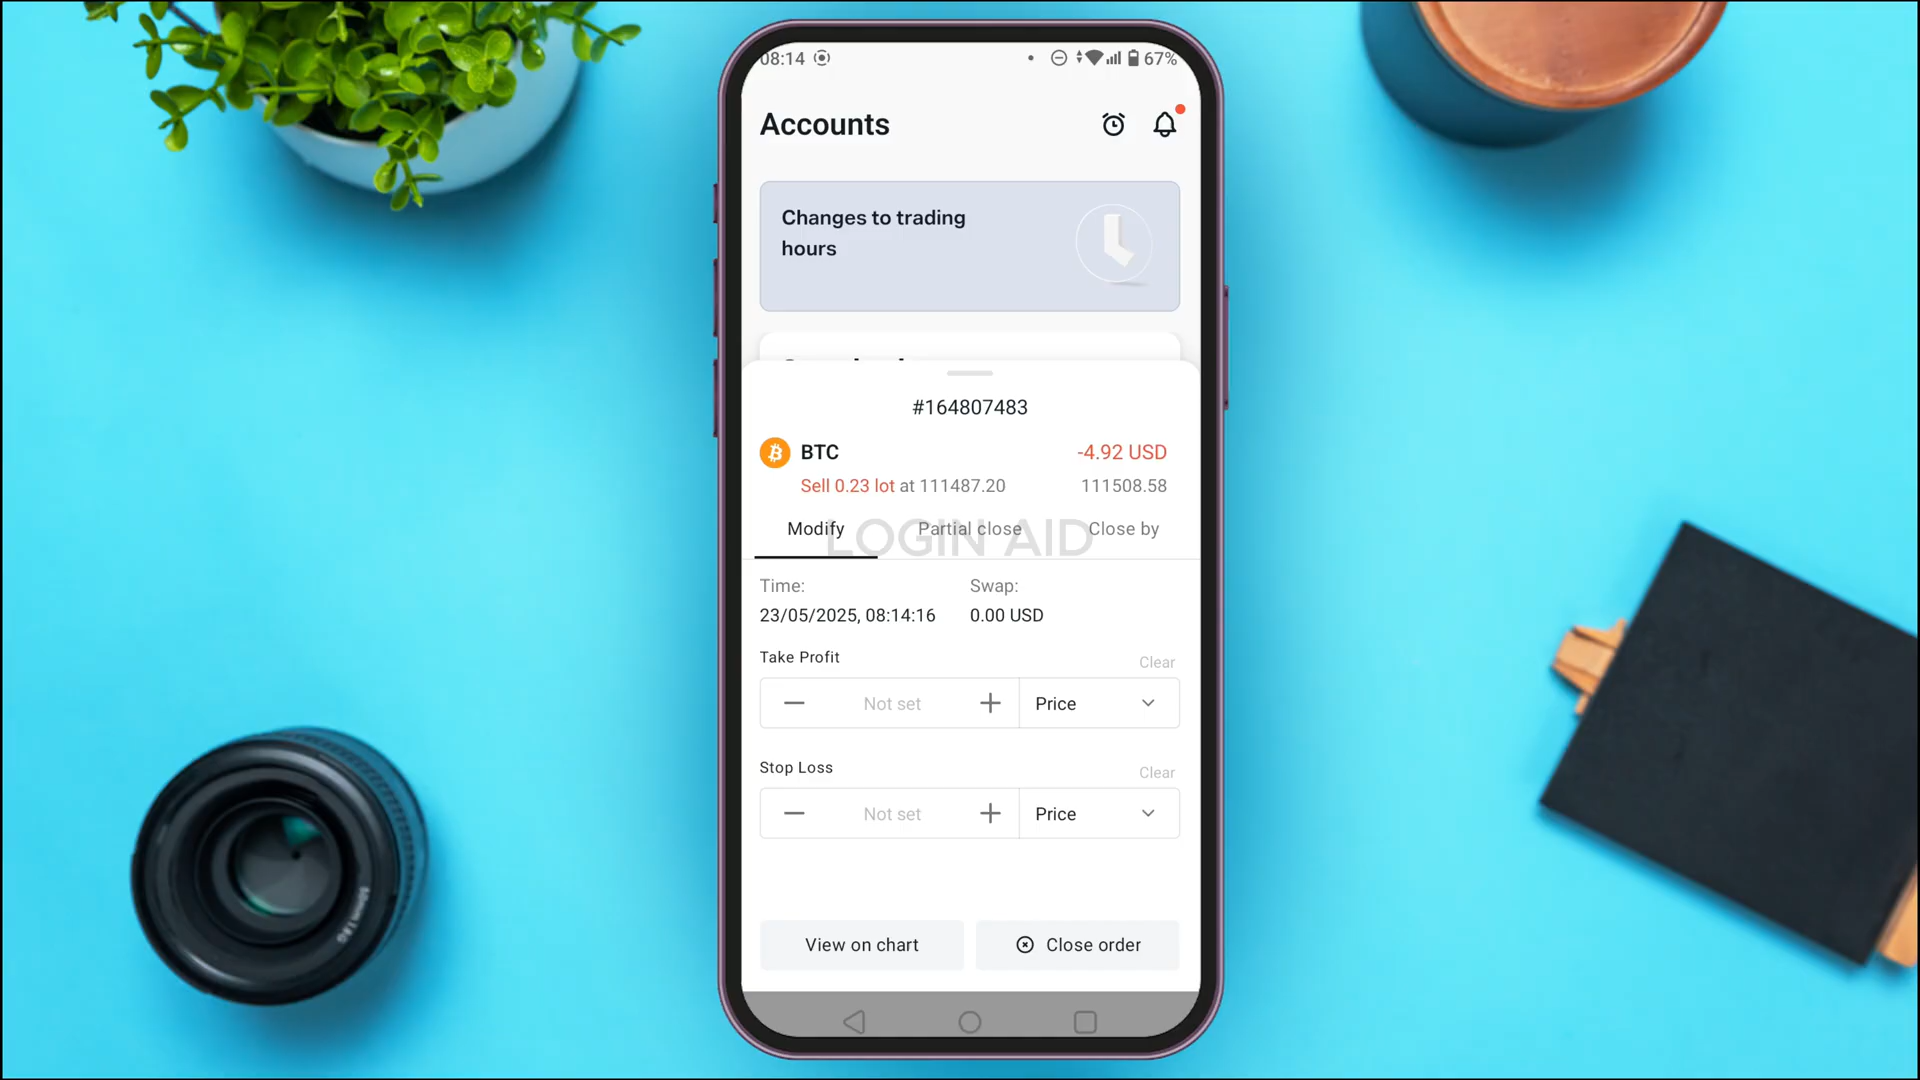 08:14
67%
Accounts
Changes to trading
hours
#164807483
BTC
-4.92 USD
Sell 0.23 lot at 111487.20
111508.58
Modify
Partial close
Close by
LOGIN AID
Time:
Swap:
23/05/2025, 08:14:16
0.00 USD
Take Profit
Clear
Not set
Price
Stop Loss
Clear
Not set
Price
View on chart
Close order